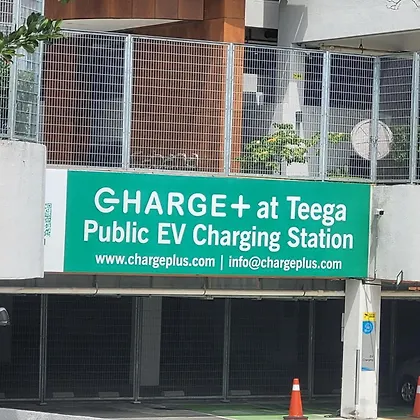 CHARGE+ at Teega
Public EV Charging Station
www.chargeplus.com | info@chargeplus.com